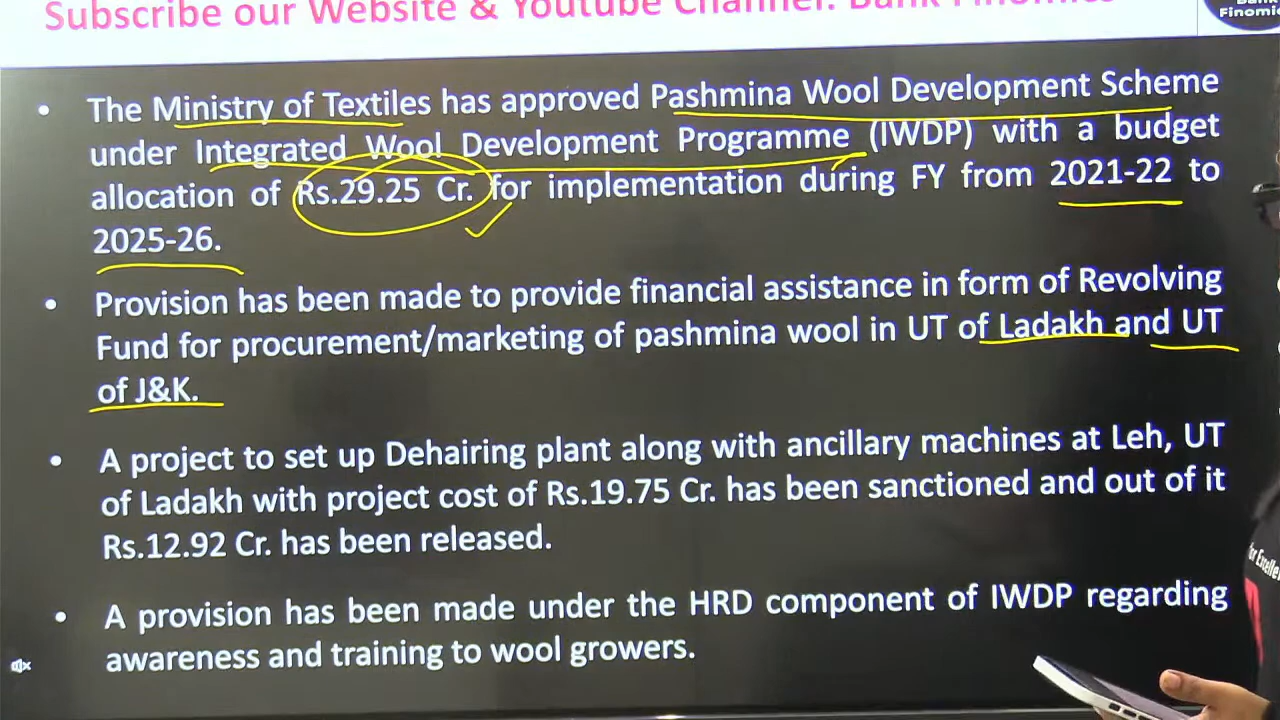 Subscribe our Website & Youtube Channel: Bank Finomics
Bank
Finomic
• The Ministry of Textiles has approved Pashmina Wool Development Scheme
under Integrated Wool Development Programme (IWDP) with a budget
allocation of Rs.29.25 Cr. for implementation during FY from 2021-22 to
2025-26.
• Provision has been made to provide financial assistance in form of Revolving
Fund for procurement/marketing of pashmina wool in UT of Ladakh and UT
of J&K.
• A project to set up Dehairing plant along with ancillary machines at Leh, UT
of Ladakh with project cost of Rs.19.75 Cr. has been sanctioned and out of it
Rs.12.92 Cr. has been released.
• A provision has been made under the HRD component of IWDP regarding
awareness and training to wool growers.
for Excelle